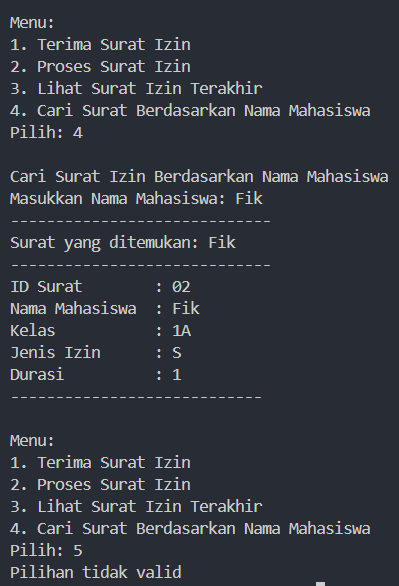 Menu:
1. Terima Surat Izin
2. Proses Surat Izin
3. Lihat Surat Izin Terakhir
4. Cari Surat Berdasarkan Nama Mahasiswa
Pilih: 4

Cari Surat Izin Berdasarkan Nama Mahasiswa
Masukkan Nama Mahasiswa: Fik
-----------------------------
Surat yang ditemukan: Fik
-----------------------------
ID Surat        : 02
Nama Mahasiswa  : Fik
Kelas           : 1A
Jenis Izin      : S
Durasi          : 1
----------------------------

Menu:
1. Terima Surat Izin
2. Proses Surat Izin
3. Lihat Surat Izin Terakhir
4. Cari Surat Berdasarkan Nama Mahasiswa
Pilih: 5
Pilihan tidak valid